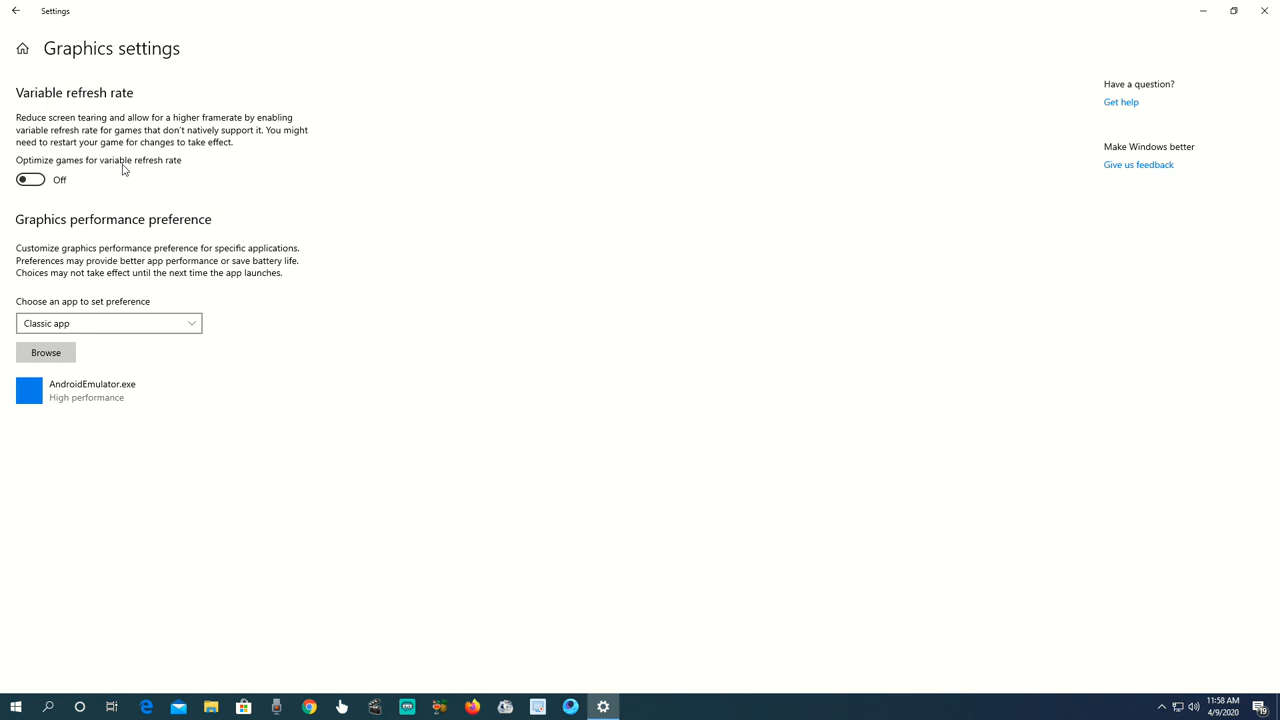 Settings
Graphics settings
Variable refresh rate
Reduce screen tearing and allow for a higher framerate by enabling
variable refresh rate for games that don't natively support it. You might
need to restart your game for changes to take effect.
Optimize games for variable refresh rate
Off
Graphics performance preference
Customize graphics performance preference for specific applications.
Preferences may provide better app performance or save battery life.
Choices may not take effect until the next time the app launches.
Choose an app to set preference
Classic app
Browse
AndroidEmulator.exe
High performance
Have a question?
Get help
Make Windows better
Give us feedback
11:58 AM
4/9/2020
19